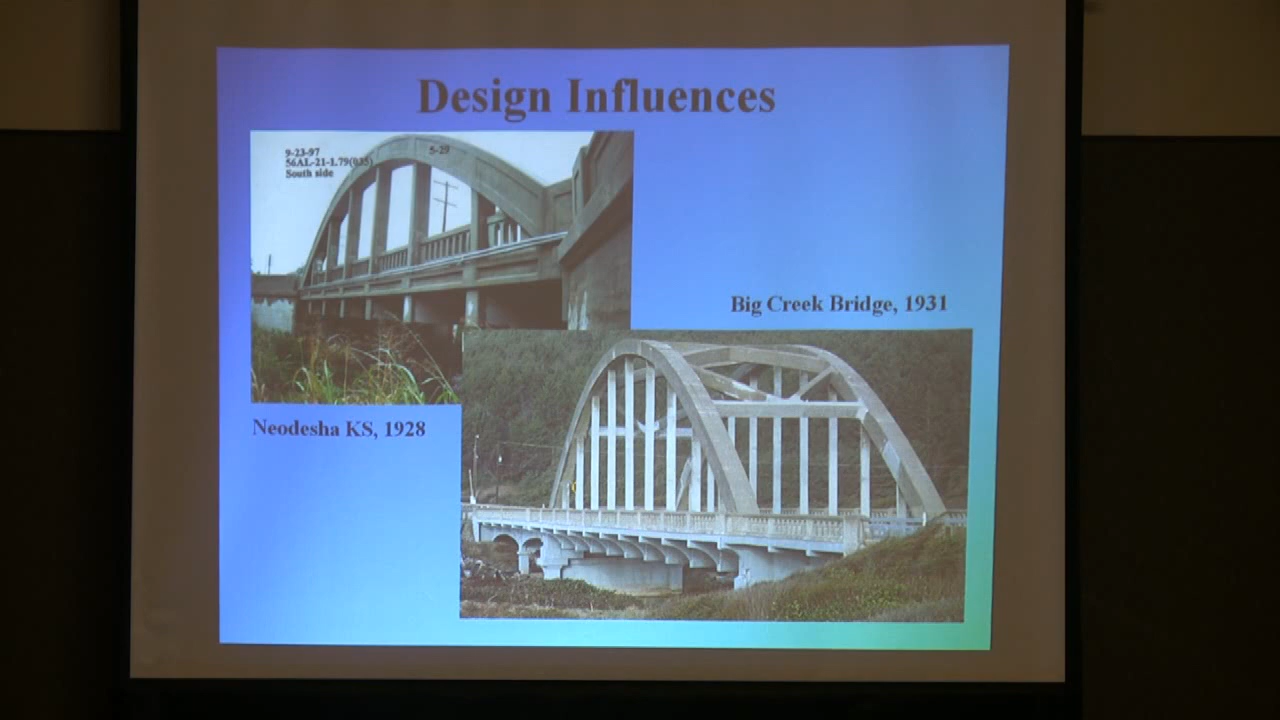 Design Influences
9-23-97
S-29
56AL-21-1.79(035)
South side
Big Creek Bridge, 1931
Neodesha KS, 1928